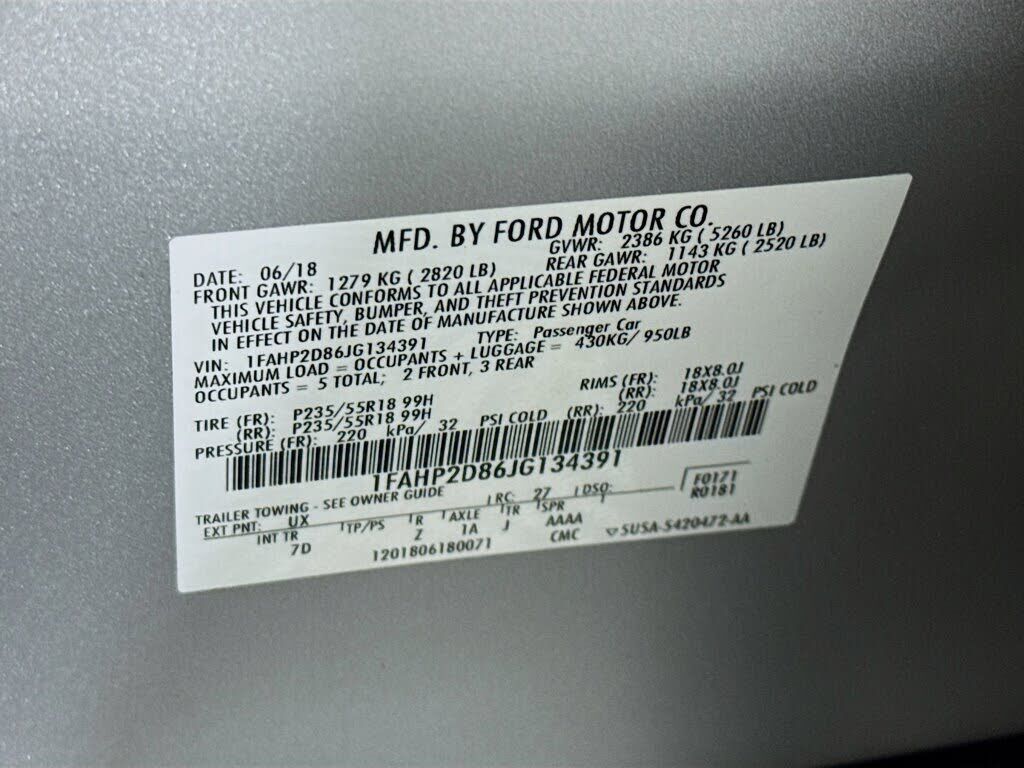 MFD. BY FORD MOTOR CO.
DATE: 06/18 GVWR: 2386 KG ( 5260 LB)
FRONT GAWR: 1279 KG ( 2820 LB) REAR GAWR: 1143 KG ( 2520 LB)
THIS VEHICLE CONFORMS TO ALL APPLICABLE FEDERAL MOTOR
VEHICLE SAFETY, BUMPER, AND THEFT PREVENTION STANDARDS
IN EFFECT ON THE DATE OF MANUFACTURE SHOWN ABOVE.
VIN: 1FAHP2D86JG134391 TYPE: Passenger Car
MAXIMUM LOAD = OCCUPANTS + LUGGAGE = 430KG/ 950LB
OCCUPANTS = 5 TOTAL; 2 FRONT, 3 REAR
TIRE (FR): P235/55R18 99H RIMS (FR): 18X8.0J
(RR): P235/55R18 99H (RR): 18X8.0J
PRESSURE (FR): 220 kPa/ 32 PSI COLD (RR): 220 kPa/ 32 PSI COLD
1FAHP2D86JG134391
TRAILER TOWING - SEE OWNER GUIDE
F0171
R0181
EXT PNT: UX RC: 27 DSO:
INT TR TP/PS R AXLE TR SPR
7D Z 1A J AAAA
1201806180071 CMC 5USA-5420472-AA